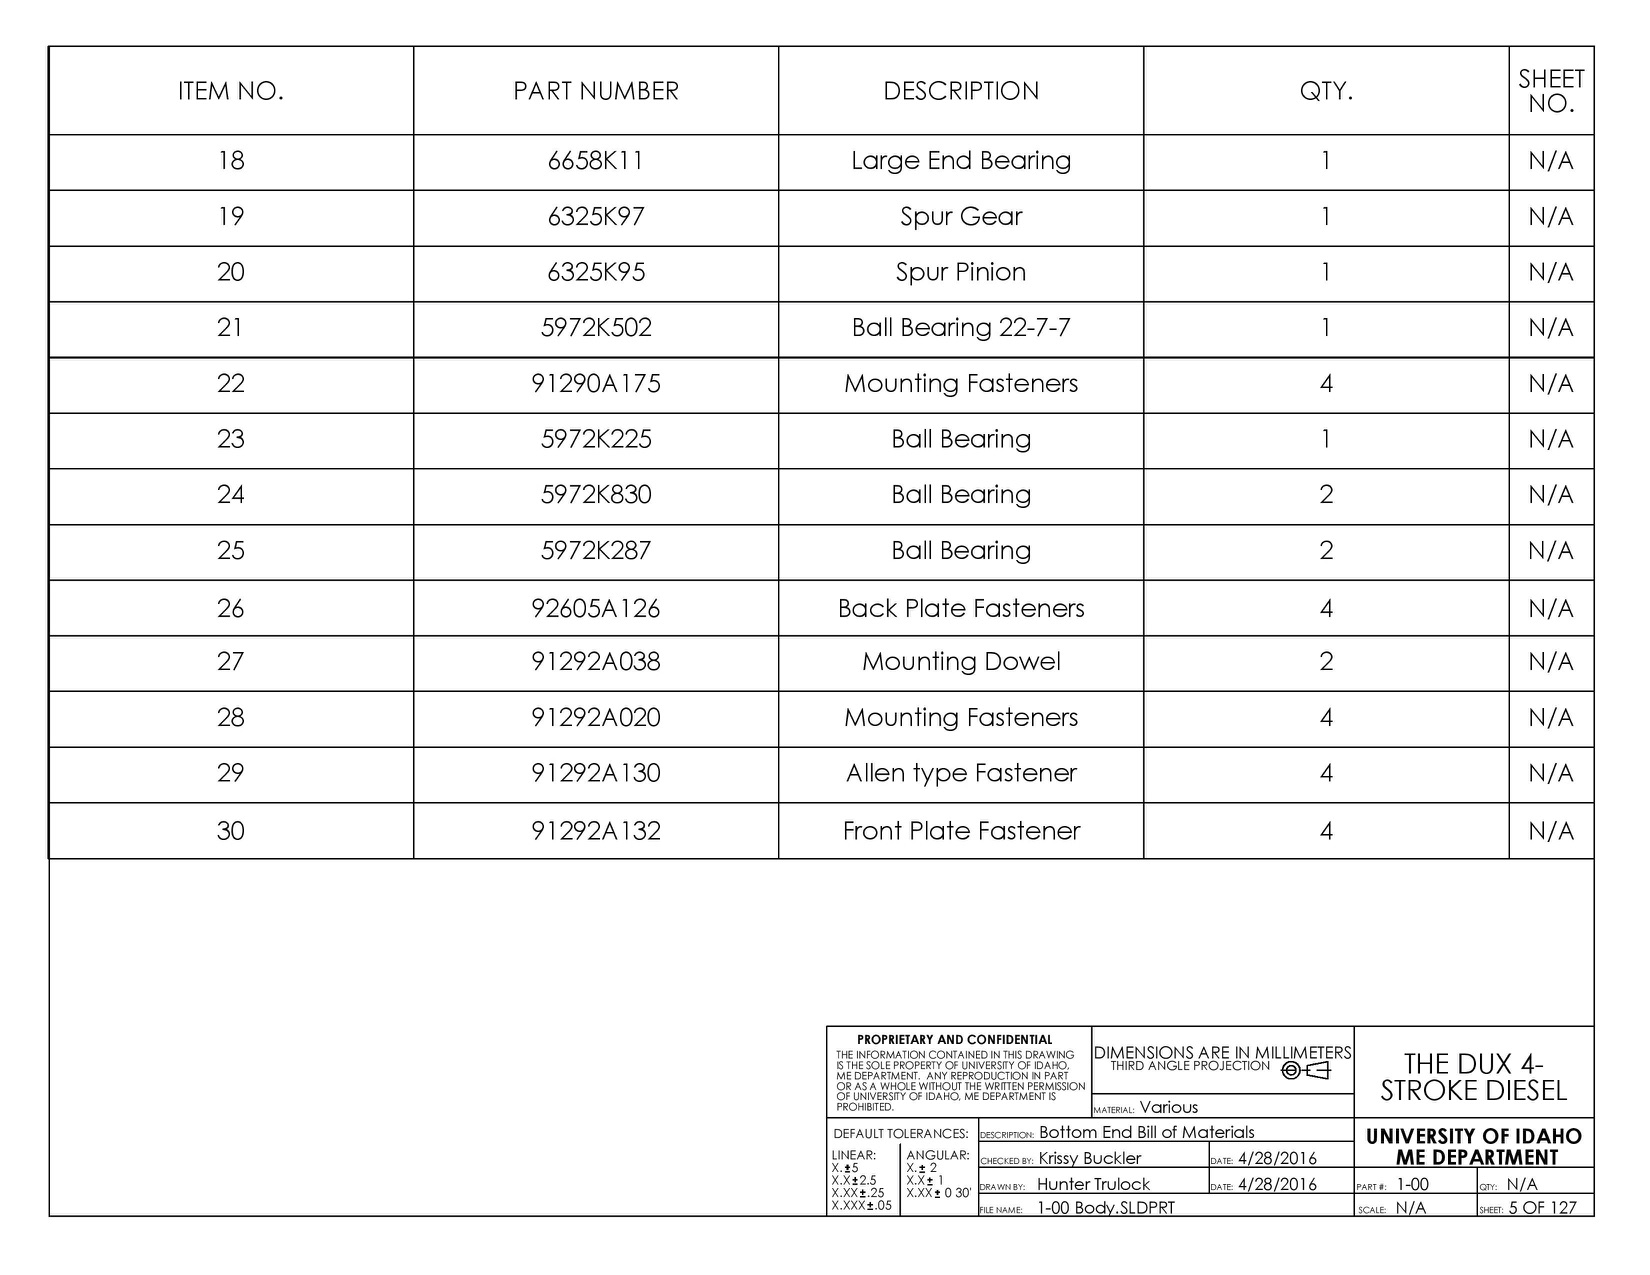 ITEM NO. PART NUMBER DESCRIPTION QTY. SHEET NO.
18 6658K11 Large End Bearing 1 N/A
19 6325K97 Spur Gear 1 N/A
20 6325K95 Spur Pinion 1 N/A
21 5972K502 Ball Bearing 22-7-7 1 N/A
22 91290A175 Mounting Fasteners 4 N/A
23 5972K225 Ball Bearing 1 N/A
24 5972K830 Ball Bearing 2 N/A
25 5972K287 Ball Bearing 2 N/A
26 92605A126 Back Plate Fasteners 4 N/A
27 91292A038 Mounting Dowel 2 N/A
28 91292A020 Mounting Fasteners 4 N/A
29 91292A130 Allen type Fastener 4 N/A
30 91292A132 Front Plate Fastener 4 N/A
PROPRIETARY AND CONFIDENTIAL
THE INFORMATION CONTAINED IN THIS DRAWING
IS THE SOLE PROPERTY OF UNIVERSITY OF IDAHO,
ME DEPARTMENT. ANY REPRODUCTION IN PART
OR AS A WHOLE WITHOUT THE WRITTEN PERMISSION
OF UNIVERSITY OF IDAHO, ME DEPARTMENT IS
PROHIBITED.
DIMENSIONS ARE IN MILLIMETERS
THIRD ANGLE PROJECTION
MATERIAL: Various
THE DUX 4-
STROKE DIESEL
DEFAULT TOLERANCES:
LINEAR:
X.±5
X.X±2.5
X.XX±.25
X.XXX±.05
ANGULAR:
X.± 2
X.X± 1
X.XX± 0 30'
DESCRIPTION: Bottom End Bill of Materials
CHECKED BY: Krissy Buckler DATE: 4/28/2016
DRAWN BY: Hunter Trulock DATE: 4/28/2016
FILE NAME: 1-00 Body.SLDPRT
UNIVERSITY OF IDAHO
ME DEPARTMENT
PART #: 1-00 QTY: N/A
SCALE: N/A SHEET: 5 OF 127